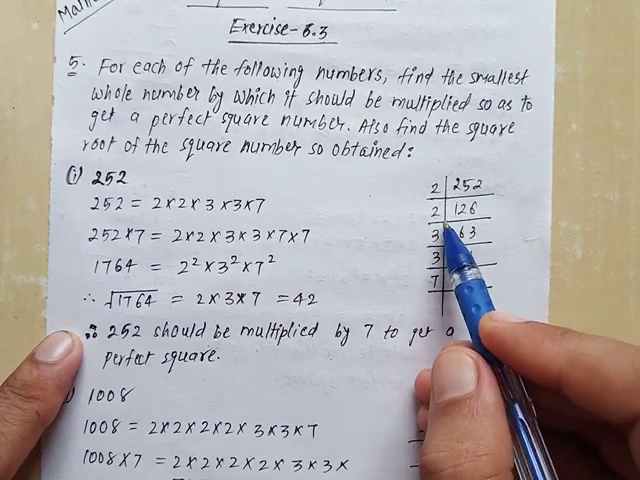 Exercise-6.3
5. For each of the following numbers, find the smallest
whole number by which it should be multiplied so as to
get a perfect square number. Also find the square
root of the square number so obtained:
(i) 252
252 = 2×2×3×3×7
252×7 = 2×2×3×3×7×7
1764 = 2²×3²×7²
∴ √1764 = 2×3×7 = 42
∴ 252 should be multiplied by 7 to get a
perfect square.
2 | 252
2 | 126
3 | 63
3 |
7 |
1008
1008 = 2×2×2×2×3×3×7
1008×7 = 2×2×2×2×3×3×